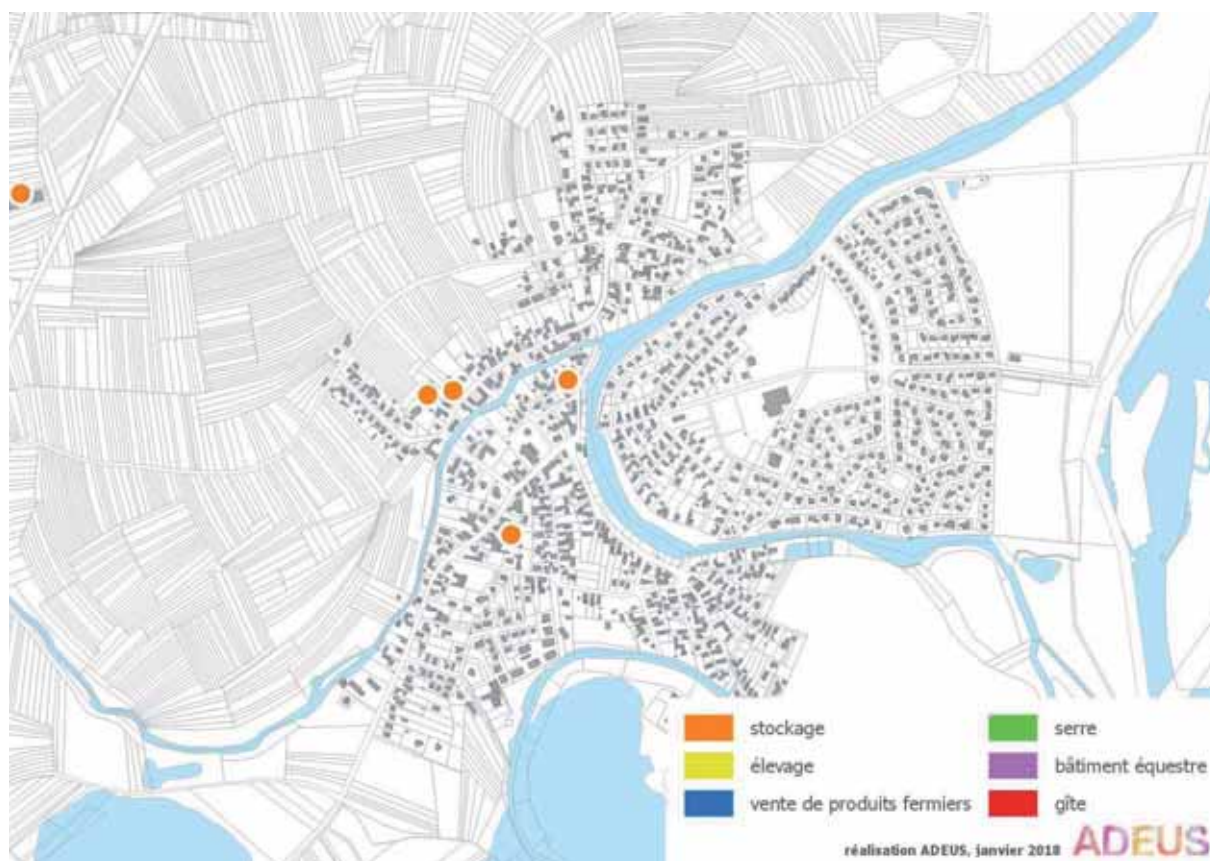 stockage
élevage
vente de produits fermiers
serre
bâtiment équestre
gîte
réalisation ADEUS, janvier 2018
ADEUS